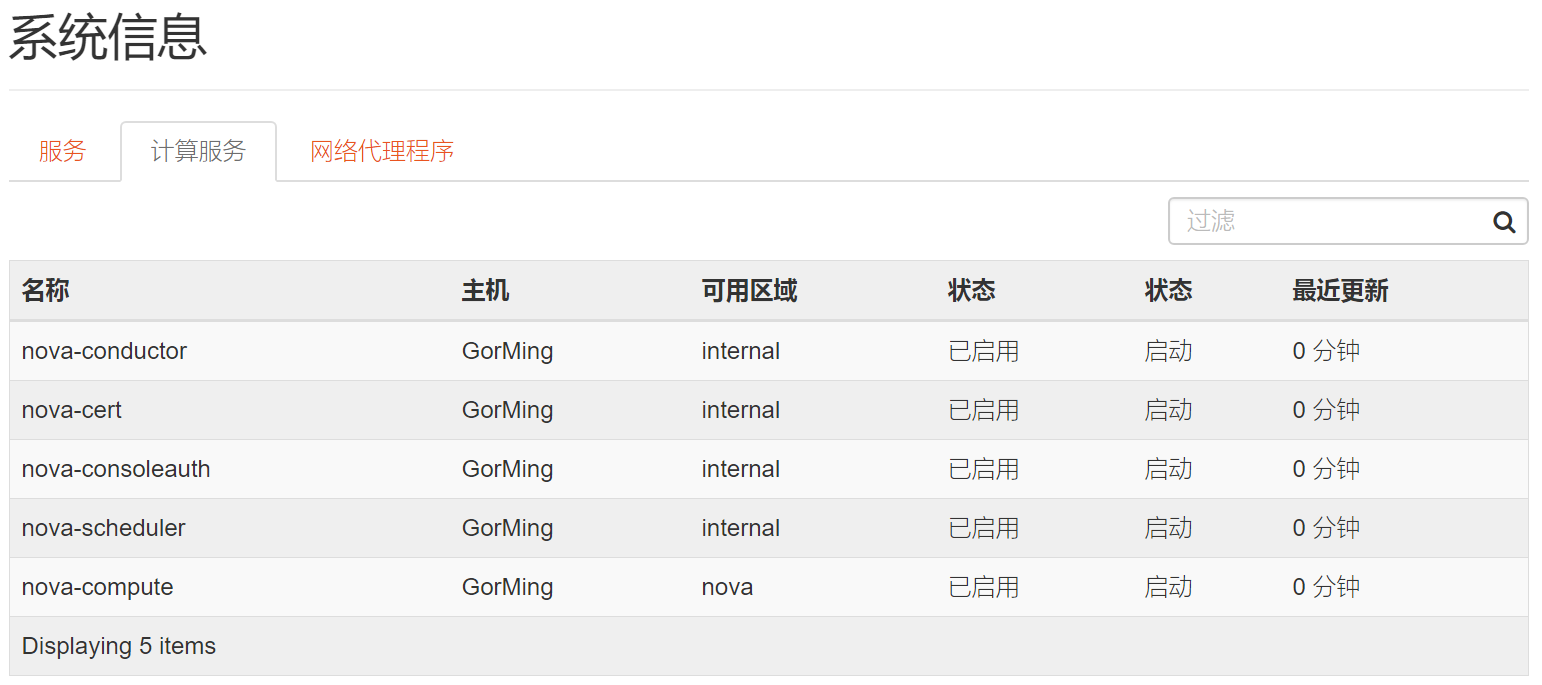 系统信息
服务 计算服务 网络代理程序
过滤
名称 主机 可用区域 状态 状态 最近更新
nova-conductor GorMing internal 已启用 启动 0 分钟
nova-cert GorMing internal 已启用 启动 0 分钟
nova-consoleauth GorMing internal 已启用 启动 0 分钟
nova-scheduler GorMing internal 已启用 启动 0 分钟
nova-compute GorMing nova 已启用 启动 0 分钟
Displaying 5 items